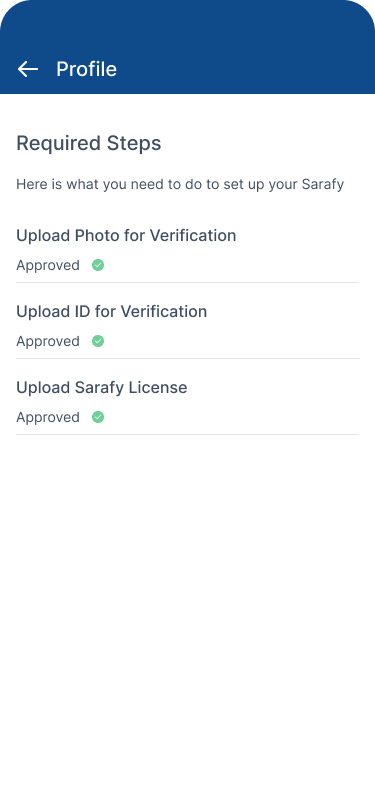 Profile
Required Steps
Here is what you need to do to set up your Sarafy
Upload Photo for Verification
Approved
Upload ID for Verification
Approved
Upload Sarafy License
Approved